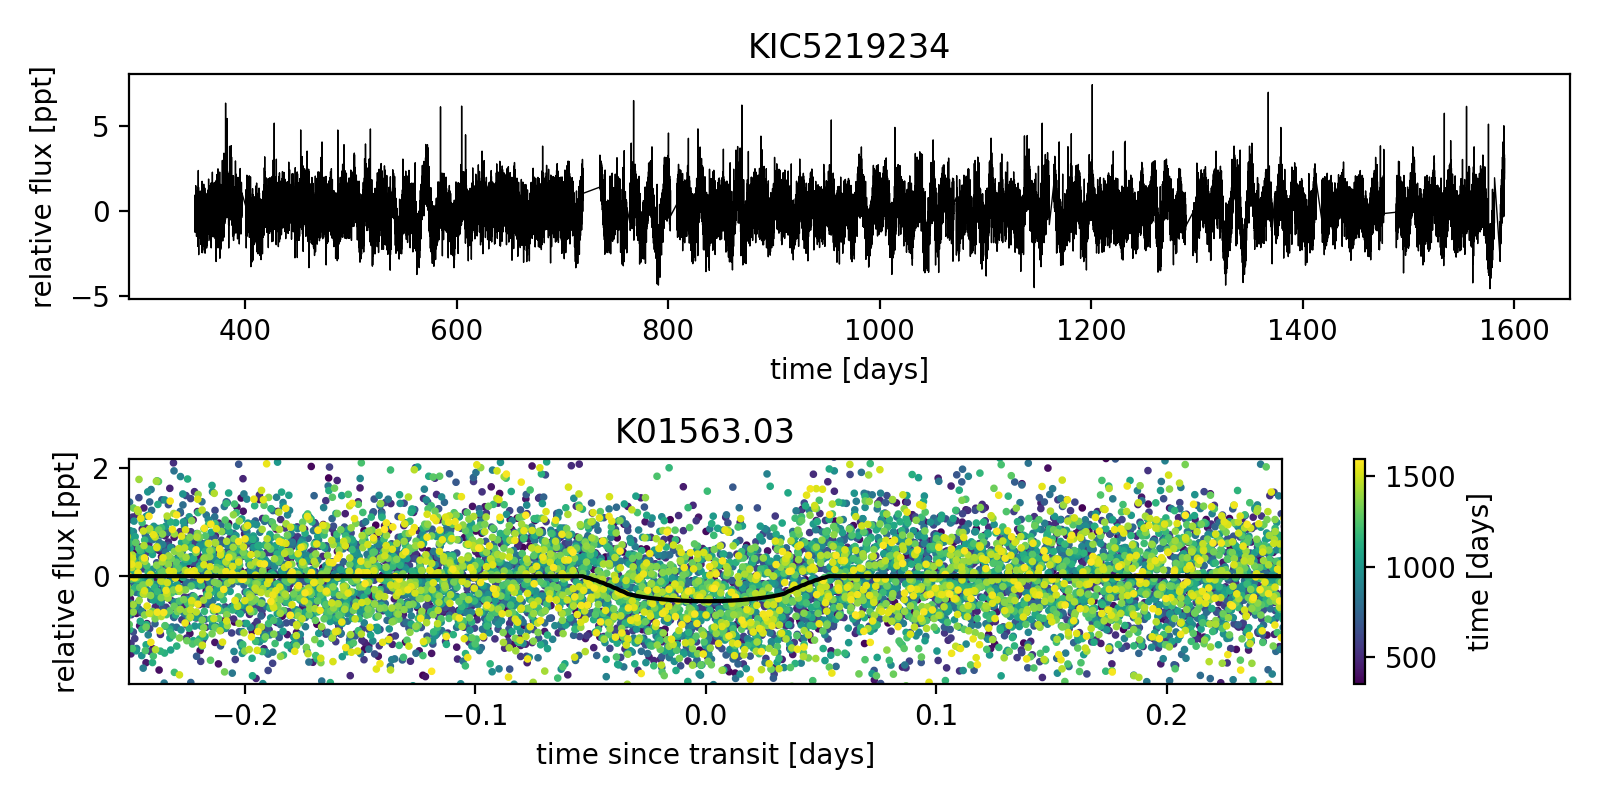 KIC5219234
relative flux [ppt]
5
0
−5
400 600 800 1000 1200 1400 1600
time [days]
K01563.03
relative flux [ppt]
2
0
−0.2 −0.1 0.0 0.1 0.2
time since transit [days]
1500
1000
500
time [days]